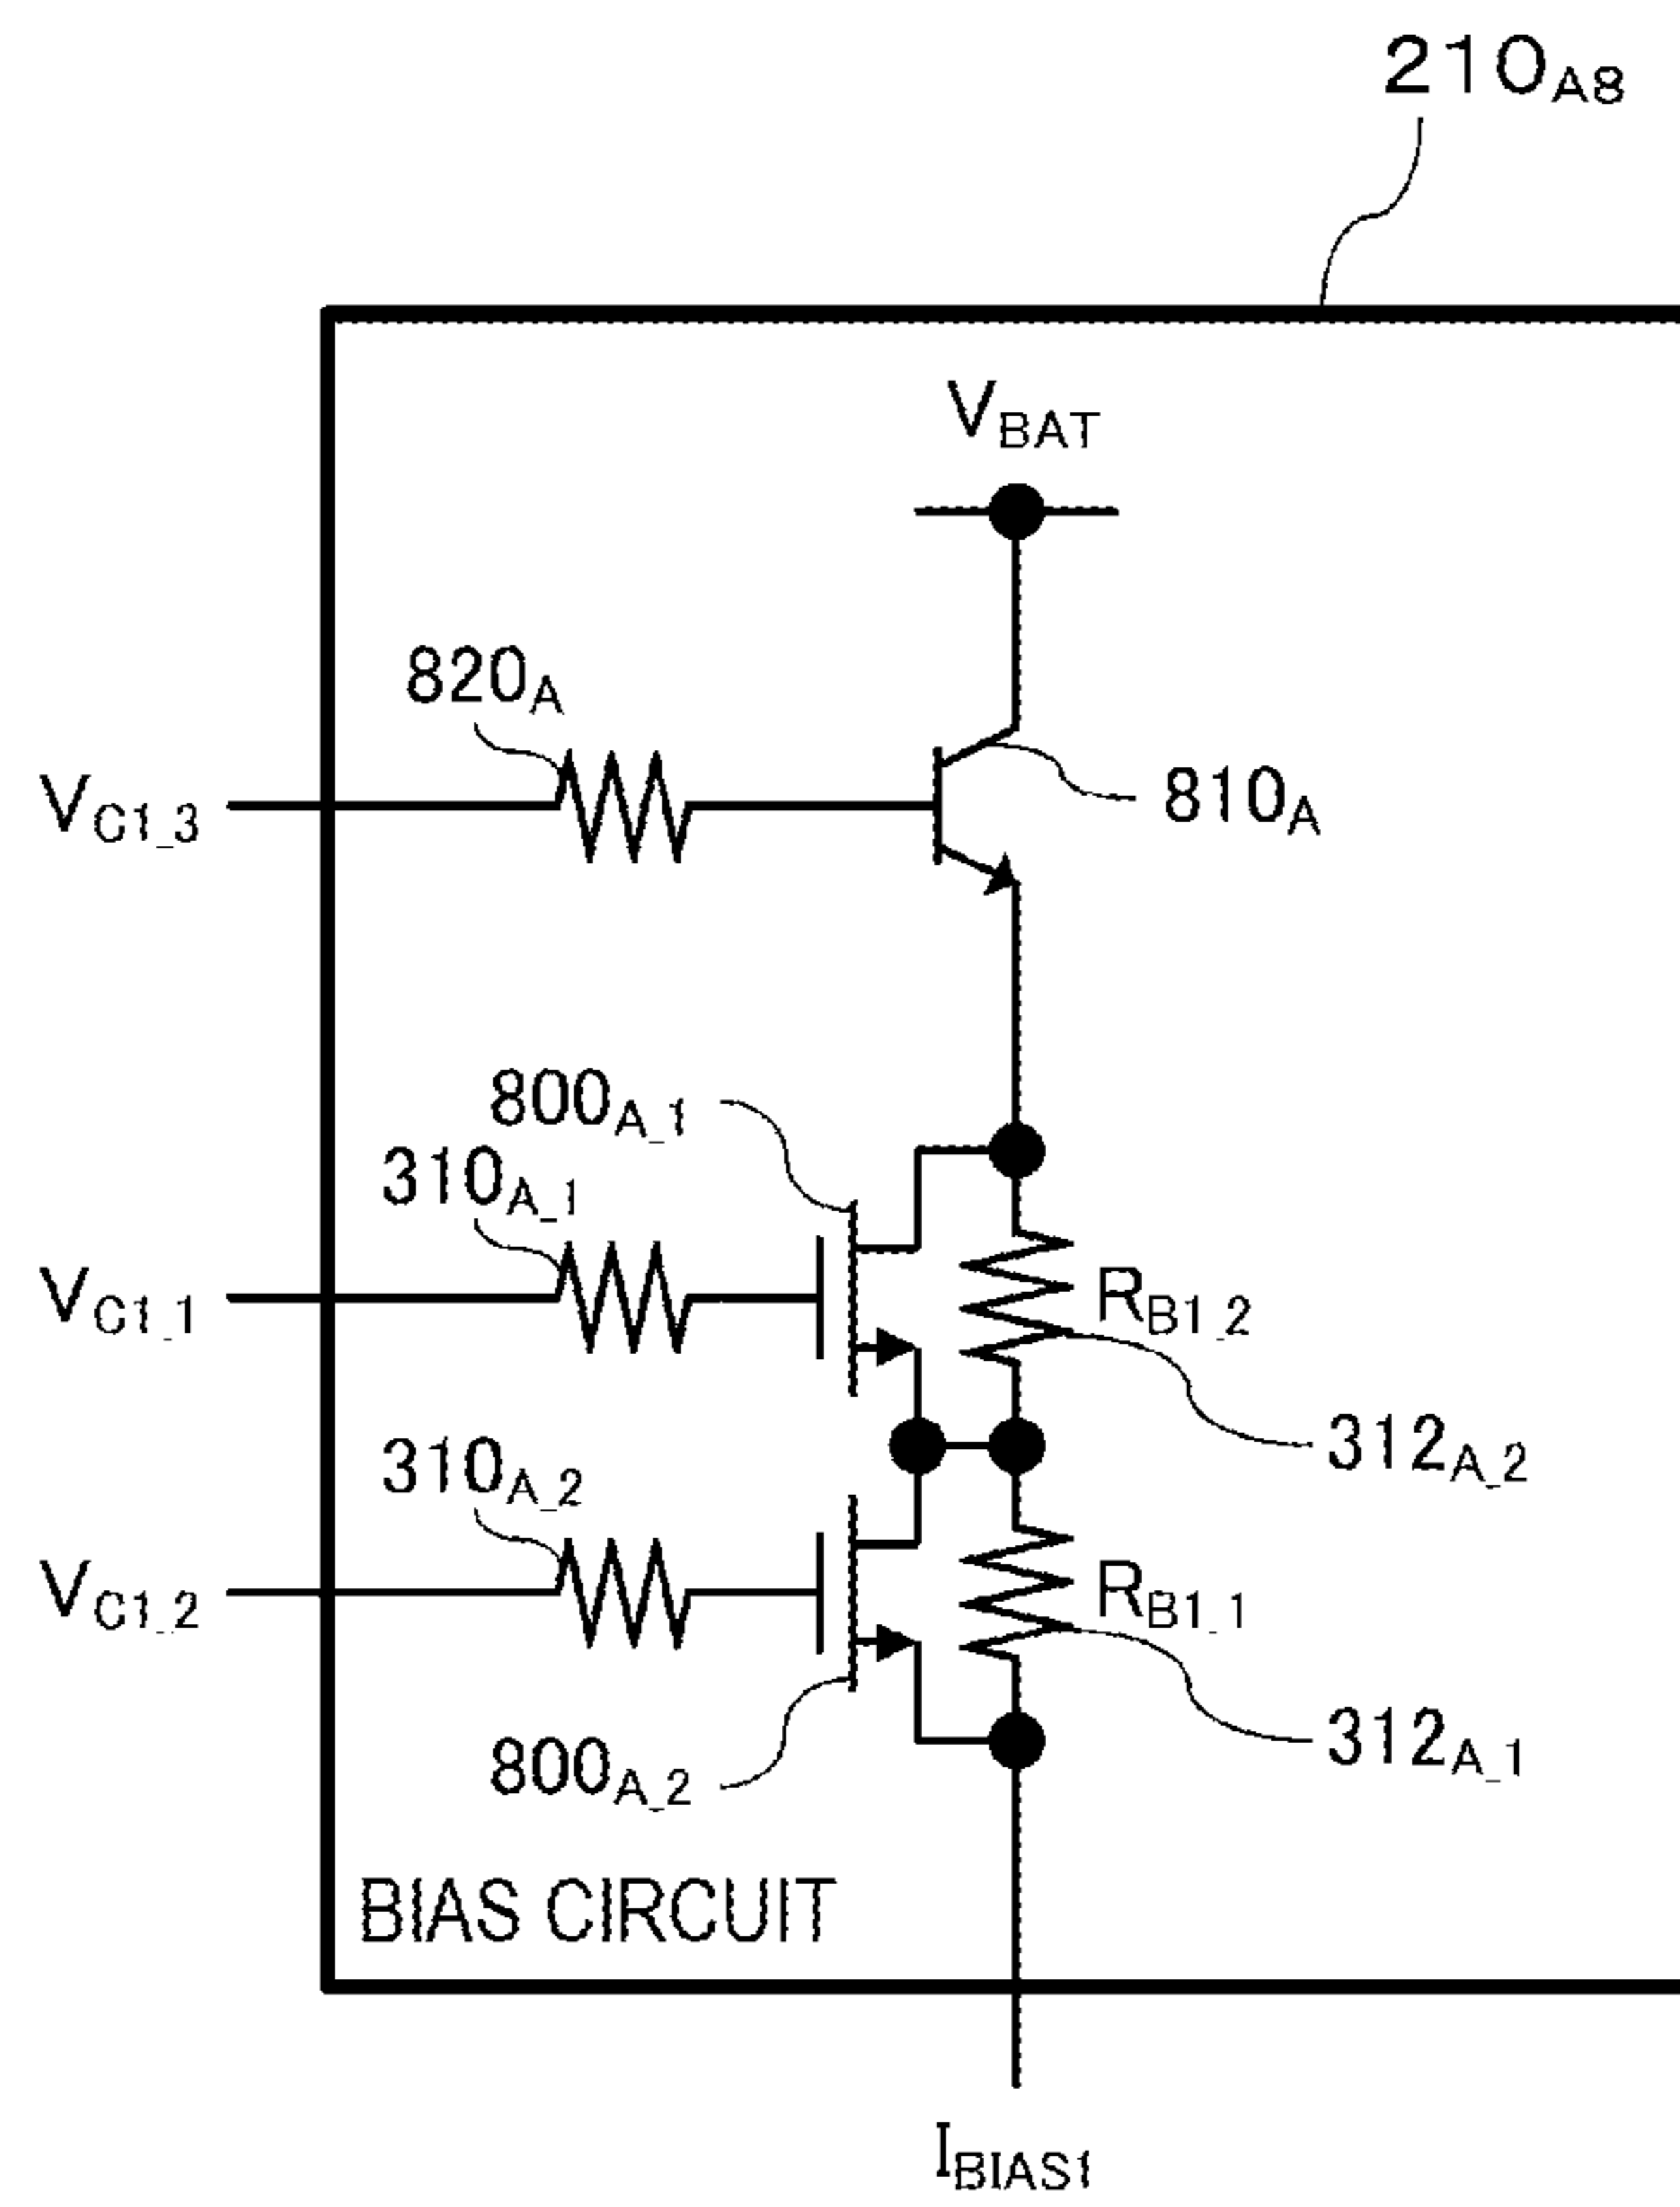 210A8
VBAT
820A
VC1_3
810A
800A_1
310A_1
VC1_1
RB1_2
310A_2
312A_2
VC1_2
RB1_1
800A_2
312A_1
BIAS CIRCUIT
IBIAS1